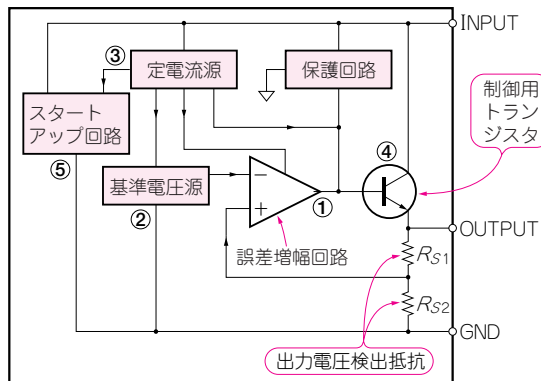 INPUT
③
定電流源
保護回路
スタート
アップ回路
⑤
制御用
トラン
ジスタ
④
基準電圧源
②
−
+
①
誤差増幅回路
OUTPUT
RS1
RS2
GND
出力電圧検出抵抗